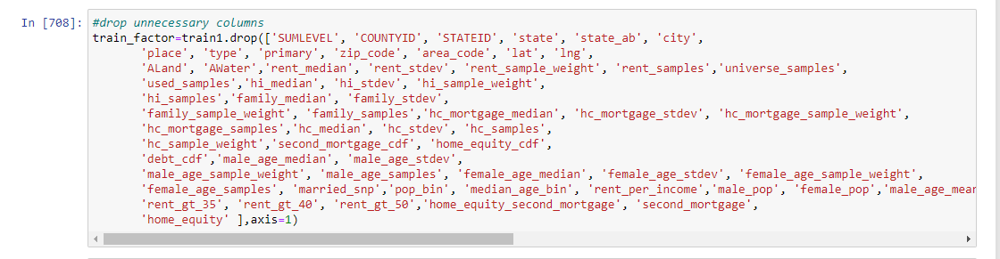 In [708]: #drop unnecessary columns
train_factor=train1.drop(['SUMLEVEL', 'COUNTYID', 'STATEID', 'state', 'state_ab', 'city',
'place', 'type', 'primary', 'zip_code', 'area_code', 'lat', 'lng',
'ALand', 'AWater','rent_median', 'rent_stdev', 'rent_sample_weight', 'rent_samples','universe_samples',
'used_samples','hi_median', 'hi_stdev', 'hi_sample_weight',
'hi_samples','family_median', 'family_stdev',
'family_sample_weight', 'family_samples','hc_mortgage_median', 'hc_mortgage_stdev', 'hc_mortgage_sample_weight',
'hc_mortgage_samples','hc_median', 'hc_stdev', 'hc_samples',
'hc_sample_weight','second_mortgage_cdf', 'home_equity_cdf',
'debt_cdf','male_age_median', 'male_age_stdev',
'male_age_sample_weight', 'male_age_samples', 'female_age_median', 'female_age_stdev', 'female_age_sample_weight',
'female_age_samples', 'married_snp','pop_bin', 'median_age_bin', 'rent_per_income','male_pop', 'female_pop','male_age_mear
'rent_gt_35', 'rent_gt_40', 'rent_gt_50','home_equity_second_mortgage', 'second_mortgage',
'home_equity' ],axis=1)